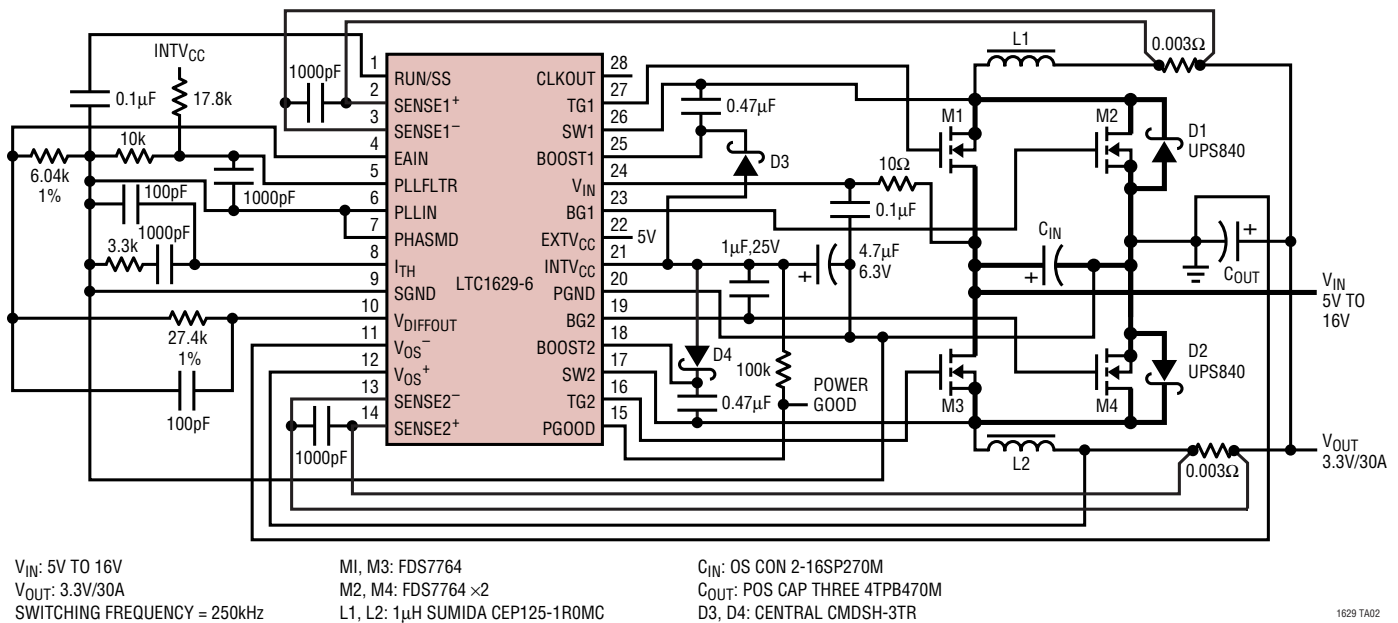 L1
0.003Ω
INTVCC
17.8k
0.1µF
10k
6.04k
1%
100pF
1000pF
1000pF
3.3k
27.4k
1%
100pF
1000pF
1000pF
1 RUN/SS
2 SENSE1+
3 SENSE1–
4 EAIN
5 PLLFLTR
6 PLLIN
7 PHASMD
8 ITH
9 SGND
10 VDIFFOUT
11 VOS–
12 VOS+
13 SENSE2–
14 SENSE2+
LTC1629-6
CLKOUT 28
TG1 27
SW1 26
BOOST1 25
VIN 24
BG1 23
EXTVCC 22
INTVCC 21
PGND 20
BG2 19
BOOST2 18
SW2 17
TG2 16
PGOOD 15
0.47µF
D3
10Ω
0.1µF
5V
1µF,25V
4.7µF
6.3V
+
D4
0.47µF
100k
POWER
GOOD
M1
M2
D1
UPS840
CIN
+
COUT
+
VIN
5V TO
16V
M3
M4
D2
UPS840
L2
0.003Ω
VOUT
3.3V/30A
VIN: 5V TO 16V
VOUT: 3.3V/30A
SWITCHING FREQUENCY = 250kHz
MI, M3: FDS7764
M2, M4: FDS7764 ×2
L1, L2: 1µH SUMIDA CEP125-1R0MC
CIN: OS CON 2-16SP270M
COUT: POS CAP THREE 4TPB470M
D3, D4: CENTRAL CMDSH-3TR
1629 TA02